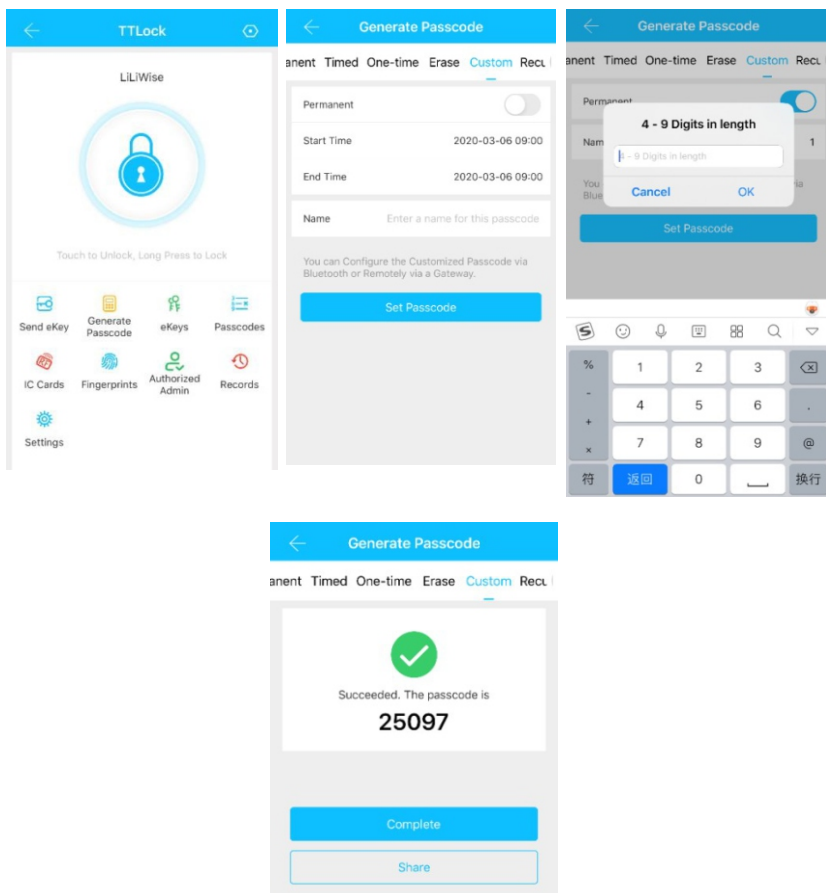 TTLock
LiLiWise
Touch to Unlock, Long Press to Lock
Send eKey
Generate
Passcode
eKeys
Passcodes
IC Cards
Fingerprints
Authorized
Admin
Records
Settings
Generate Passcode
anent Timed One-time Erase Custom Recu
Permanent
Start Time 2020-03-06 09:00
End Time 2020-03-06 09:00
Name Enter a name for this passcode
You can Configure the Customized Passcode via
Bluetooth or Remotely via a Gateway.
Set Passcode
Generate Passcode
anent Timed One-time Erase Custom Recu
Permanent
4 - 9 Digits in length
Name 1
4 - 9 Digits in length
You via
Blue
Cancel OK
Set Passcode
S
% 1 2 3
-
4 5 6 .
+
7 8 9 @
×
符 返回 0 换行
Generate Passcode
anent Timed One-time Erase Custom Recu
Succeeded. The passcode is
25097
Complete
Share